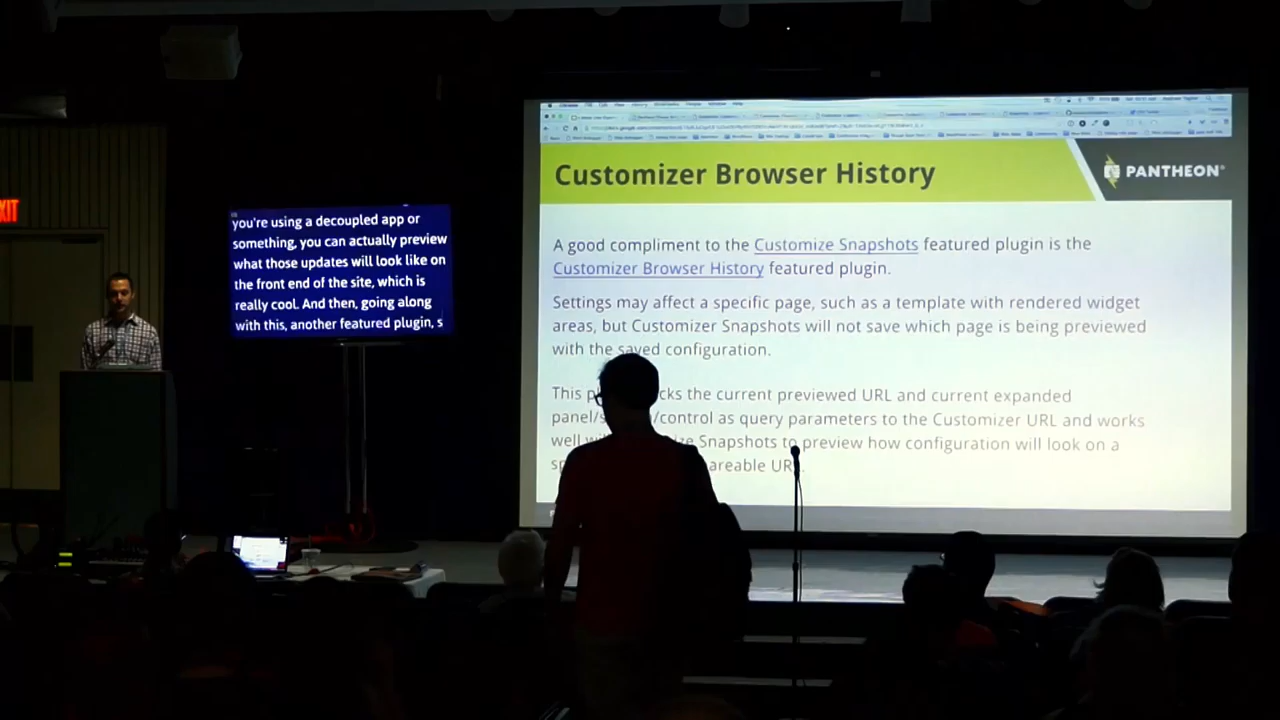 EXIT
you're using a decoupled app or
something, you can actually preview
what those updates will look like on
the front end of the site, which is
really cool. And then, going along
with this, another featured plugin, s
Customizer Browser History
PANTHEON
A good compliment to the Customize Snapshots featured plugin is the
Customizer Browser History featured plugin.
Settings may affect a specific page, such as a template with rendered widget
areas, but Customizer Snapshots will not save which page is being previewed
with the saved configuration.
This cks the current previewed URL and current expanded
panel/s /control as query parameters to the Customizer URL and works
well ize Snapshots to preview how configuration will look on a
sp areable URL.